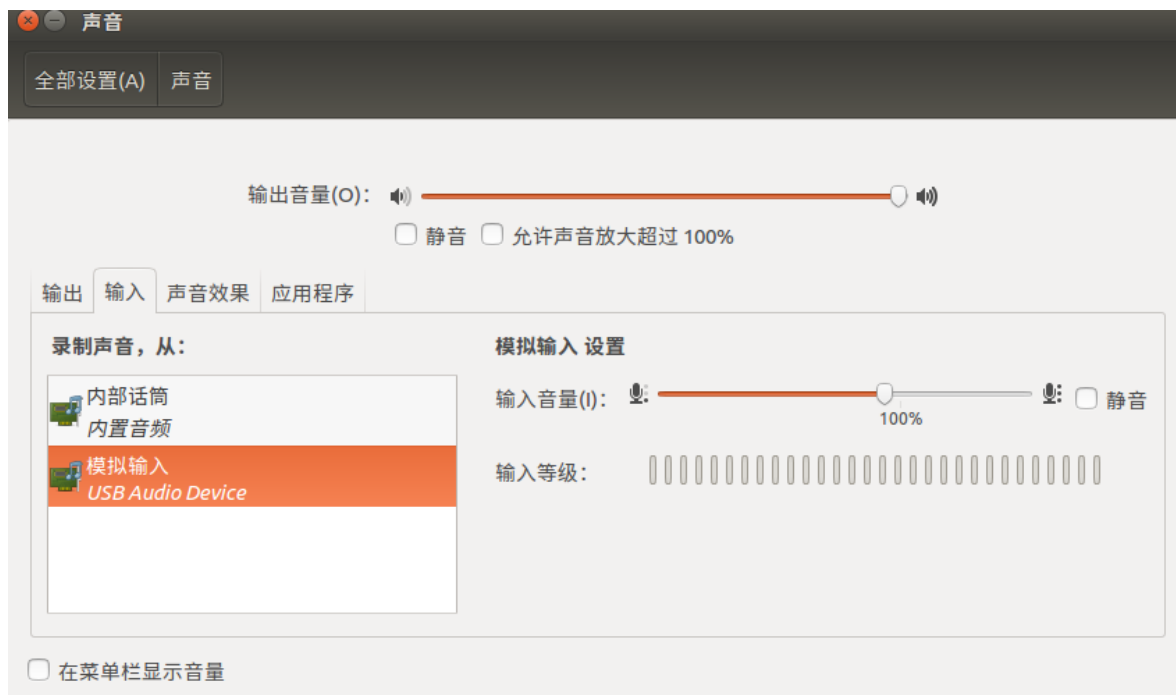 声音
全部设置(A) 声音
输出音量(O)：
静音 允许声音放大超过 100%
输出 输入 声音效果 应用程序
录制声音，从：
内部话筒
内置音频
模拟输入
USB Audio Device
模拟输入 设置
输入音量(I)： 静音
100%
输入等级：
在菜单栏显示音量